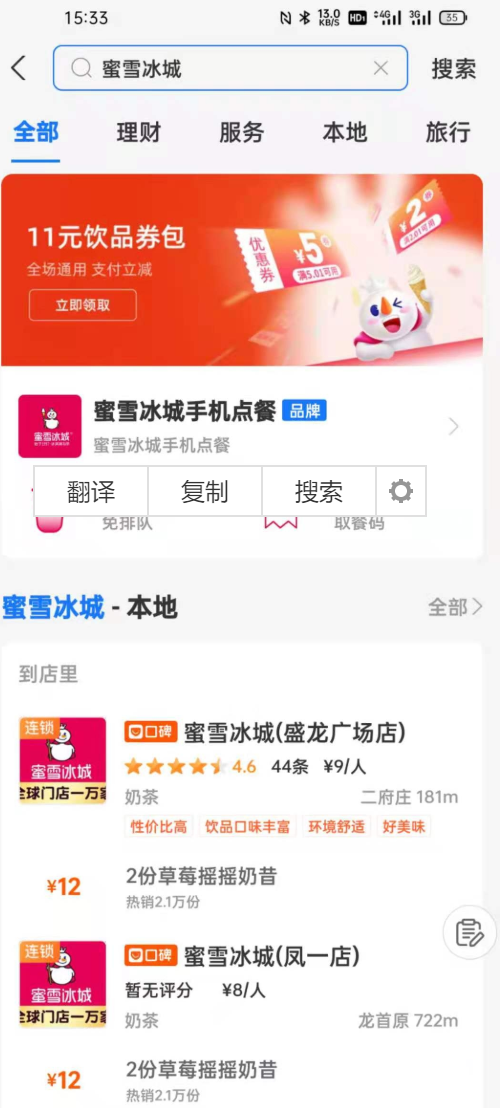 15:33
13.0 KB/S HD 4G 3G 35
蜜雪冰城
搜索
全部 理财 服务 本地 旅行
11元饮品券包
全场通用 支付立减
立即领取
优惠券 ¥5 满5.01可用
¥2 满2.01可用
蜜雪冰城
蜜雪冰城手机点餐 品牌
蜜雪冰城手机点餐
翻译 复制 搜索
免排队 取餐码
蜜雪冰城 - 本地 全部
到店里
连锁
蜜雪冰城
全球门店一万家
口碑 蜜雪冰城(盛龙广场店)
4.6 44条 ¥9/人
奶茶 二府庄 181m
性价比高 饮品口味丰富 环境舒适 好美味
¥12 2份草莓摇摇奶昔
热销2.1万份
连锁
蜜雪冰城
全球门店一万家
口碑 蜜雪冰城(凤一店)
暂无评分 ¥8/人
奶茶 龙首原 722m
¥12 2份草莓摇摇奶昔
热销2.1万份